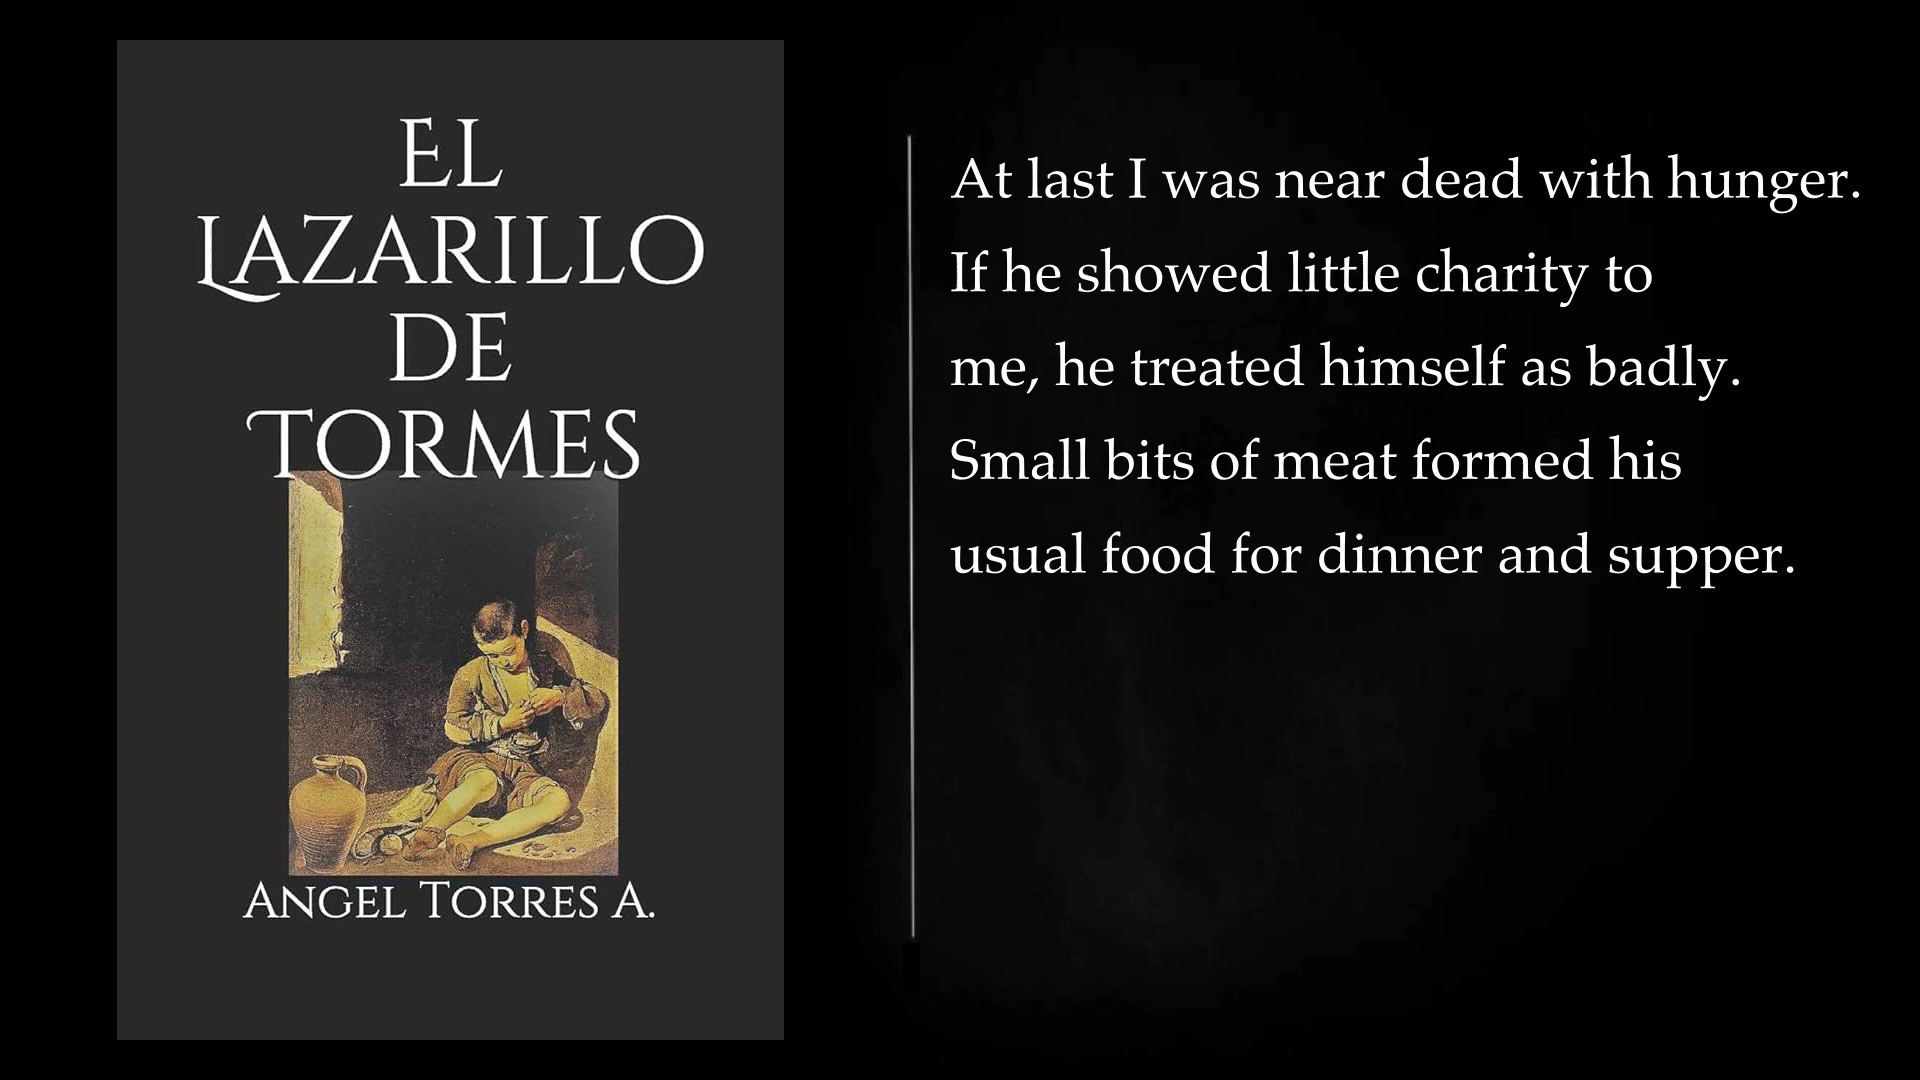 EL
LAZARILLO
DE
TORMES
ANGEL TORRES A.
At last I was near dead with hunger.
If he showed little charity to
me, he treated himself as badly.
Small bits of meat formed his
usual food for dinner and supper.